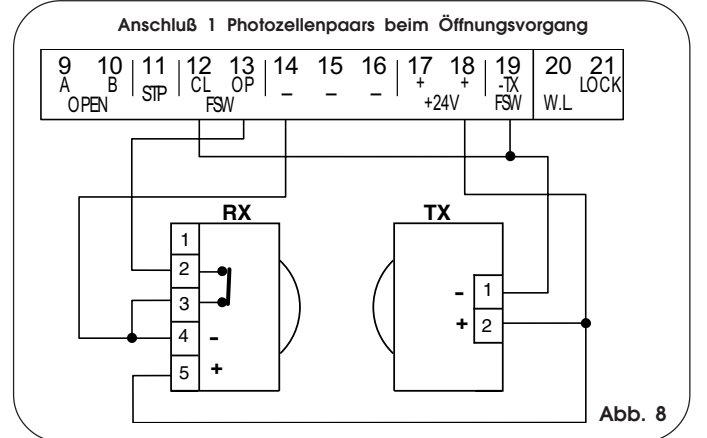 Anschluß 1 Photozellenpaars beim Öffnungsvorgang
9 10 11 12 13 14 15 16 17 18 19 20 21
A B STP CL OP – – – + + -TX W.L. LOCK
OPEN FSW +24V FSW
RX TX
1
2
3
4 -
5 +
- 1
+ 2
Abb. 8